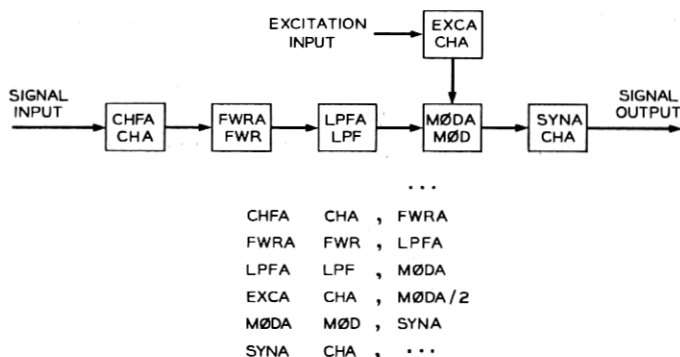 EXCITATION
INPUT
EXCA
CHA
SIGNAL
INPUT
CHFA
CHA
FWRA
FWR
LPFA
LPF
MØDA
MØD
SYNA
CHA
SIGNAL
OUTPUT
...
CHFA CHA , FWRA
FWRA FWR , LPFA
LPFA LPF , MØDA
EXCA CHA , MØDA/2
MØDA MØD , SYNA
SYNA CHA , ...